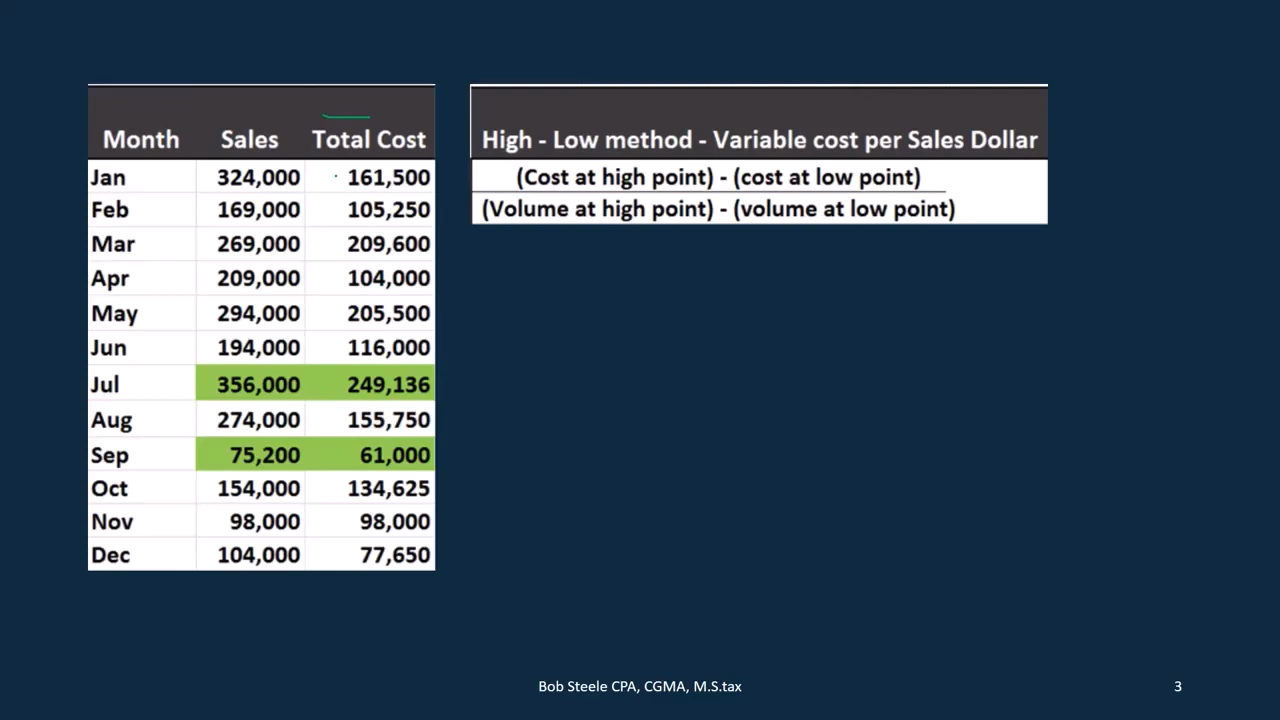 Month Sales Total Cost
Jan 324,000 161,500
Feb 169,000 105,250
Mar 269,000 209,600
Apr 209,000 104,000
May 294,000 205,500
Jun 194,000 116,000
Jul 356,000 249,136
Aug 274,000 155,750
Sep 75,200 61,000
Oct 154,000 134,625
Nov 98,000 98,000
Dec 104,000 77,650
High - Low method - Variable cost per Sales Dollar
(Cost at high point) - (cost at low point)
(Volume at high point) - (volume at low point)
Bob Steele CPA, CGMA, M.S.tax
3